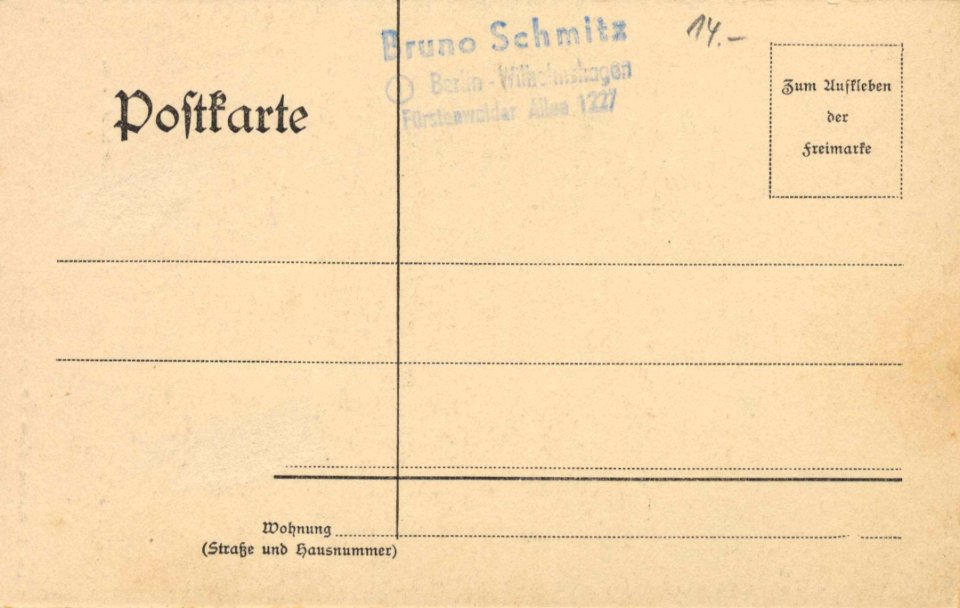 Bruno Schmitz
Berlin-Wilhelmshagen
Fürstenwalder Allee 1227
14.-
Postkarte
Zum Aufkleben
der
Freimarke
Wohnung
(Straße und Hausnummer)